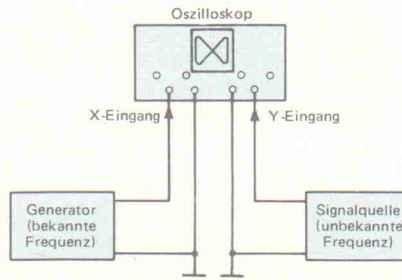 Oszilloskop
X-Eingang
Y-Eingang
Generator
(bekannte
Frequenz)
Signalquelle
(unbekannte
Frequenz)